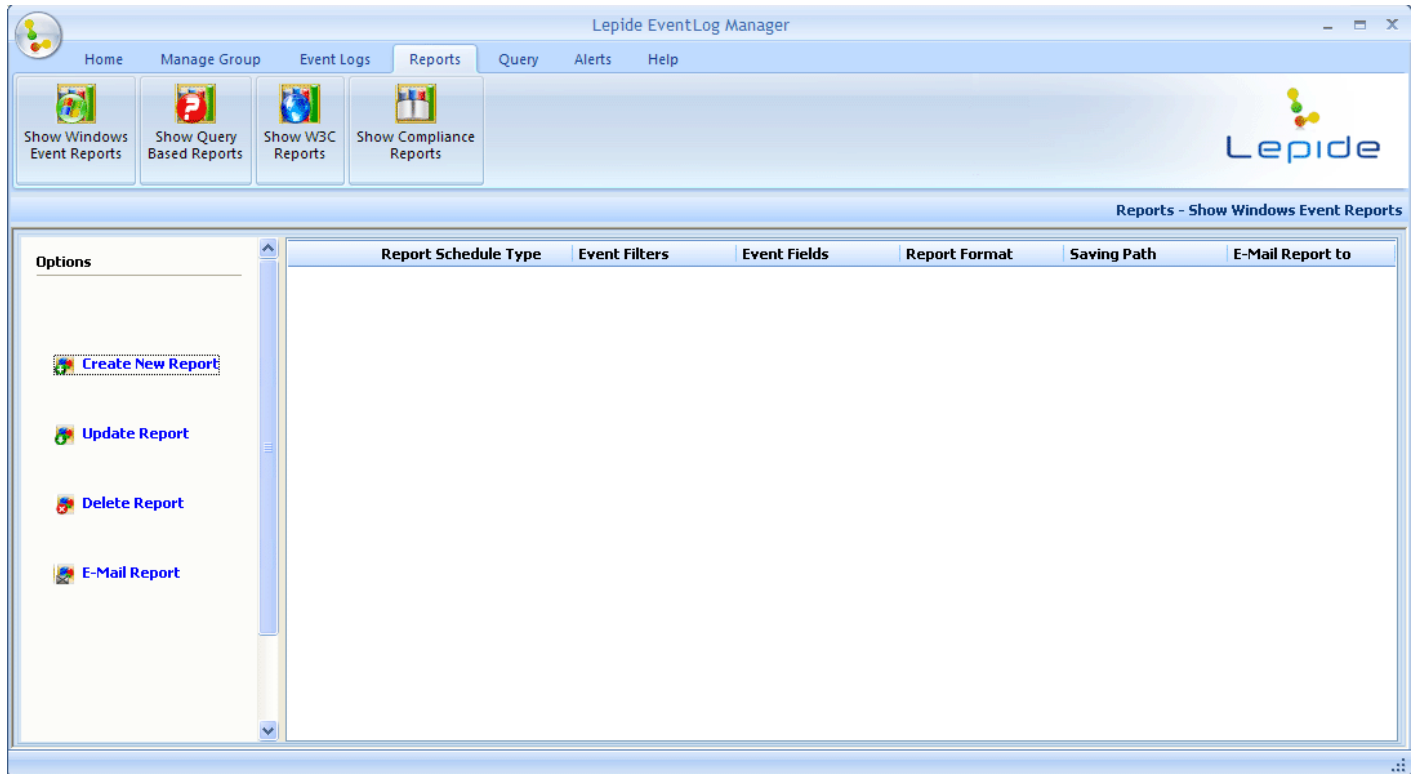 Lepide EventLog Manager
Home Manage Group Event Logs Reports Query Alerts Help
Show Windows Event Reports
Show Query Based Reports
Show W3C Reports
Show Compliance Reports
Lepide
Reports - Show Windows Event Reports
Options
Create New Report
Update Report
Delete Report
E-Mail Report
Report Schedule Type Event Filters Event Fields Report Format Saving Path E-Mail Report to